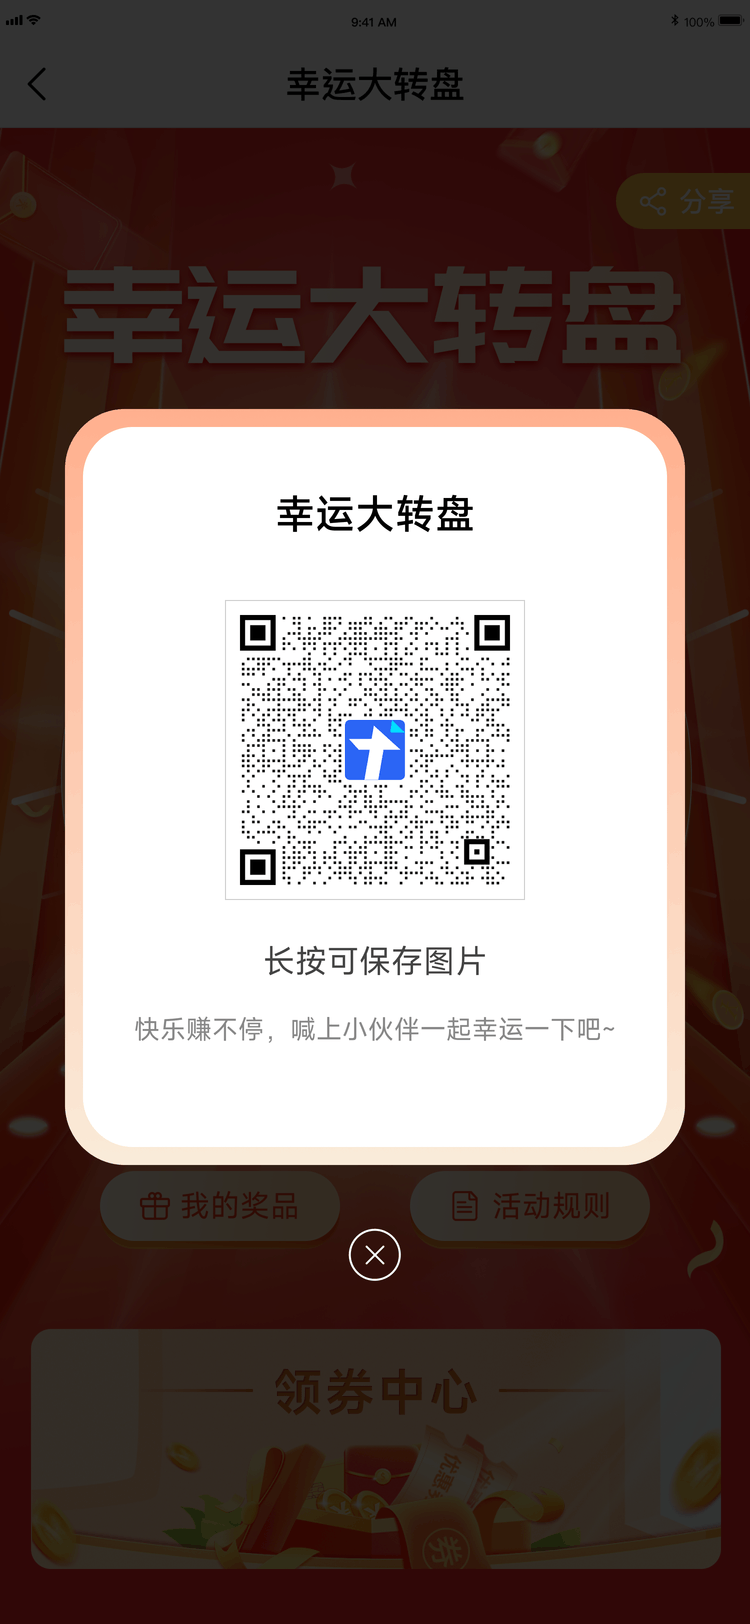 9:41 AM
100%
幸运大转盘
分享
幸运大转盘
幸运大转盘
长按可保存图片
快乐赚不停，喊上小伙伴一起幸运一下吧~
我的奖品
活动规则
领券中心
券